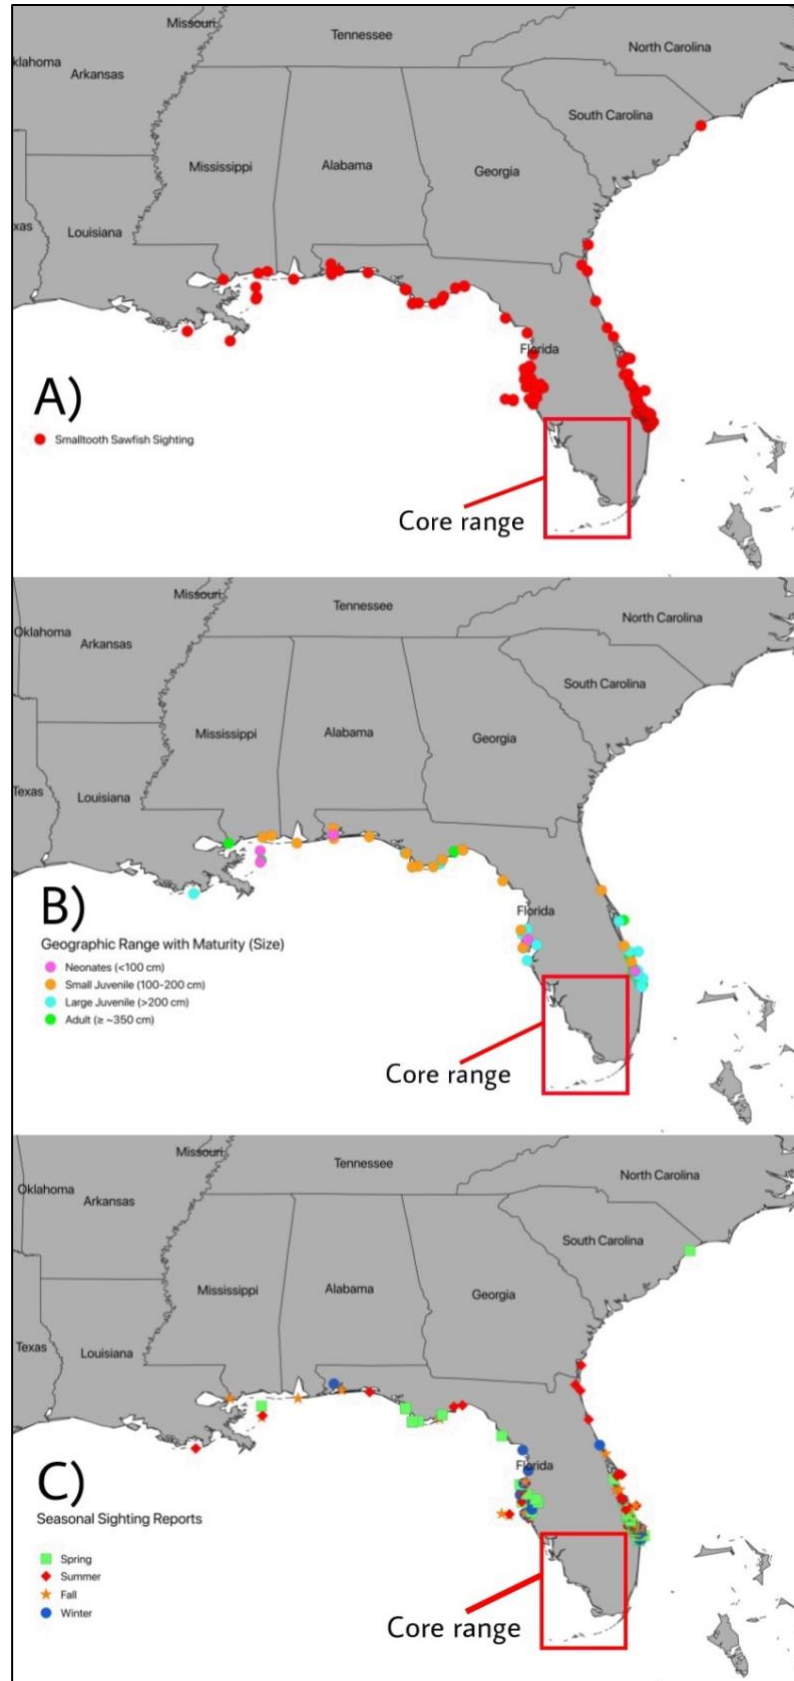 Missouri
Tennessee
North Carolina
klahoma
Arkansas
South Carolina
Mississippi
Alabama
Georgia
xas
Louisiana
Florida
A)
Smalltooth Sawfish Sighting
Core range
Missouri
Tennessee
North Carolina
Oklahoma
Arkansas
South Carolina
Mississippi
Alabama
Georgia
Texas
Louisiana
B)
Florida
Geographic Range with Maturity (Size)
Neonates (<100 cm)
Small Juvenile (100-200 cm)
Large Juvenile (>200 cm)
Adult (≥ ~350 cm)
Core range
Missouri
Tennessee
North Carolina
Oklahoma
Arkansas
South Carolina
Mississippi
Alabama
Georgia
Texas
Louisiana
Florida
C)
Seasonal Sighting Reports
Spring
Summer
Fall
Winter
Core range